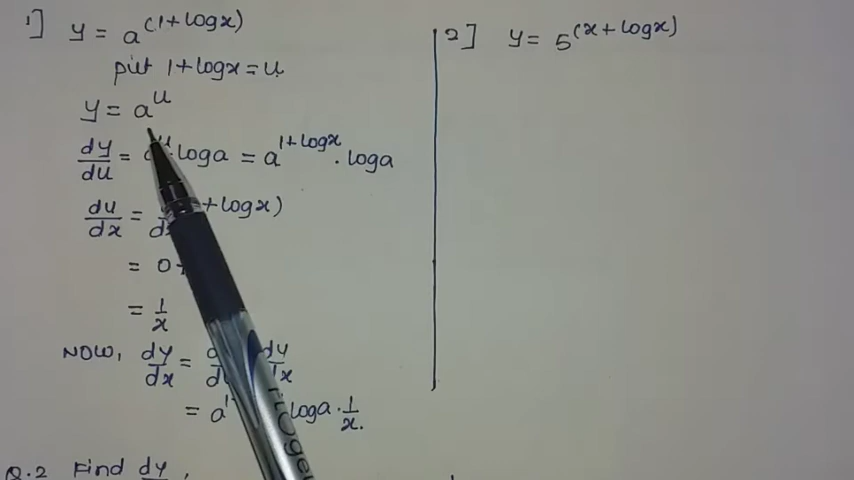 1] y = a^(1+logx)
put 1+logx = u
y = a^u
dy/du = ·loga = a^1+logx · loga
du/dx = +logx)
= 0+
= 1/x
NOW, dy/dx =
= a loga · 1/x.
2] y = 5^(x+logx)
Q.2 Find dy